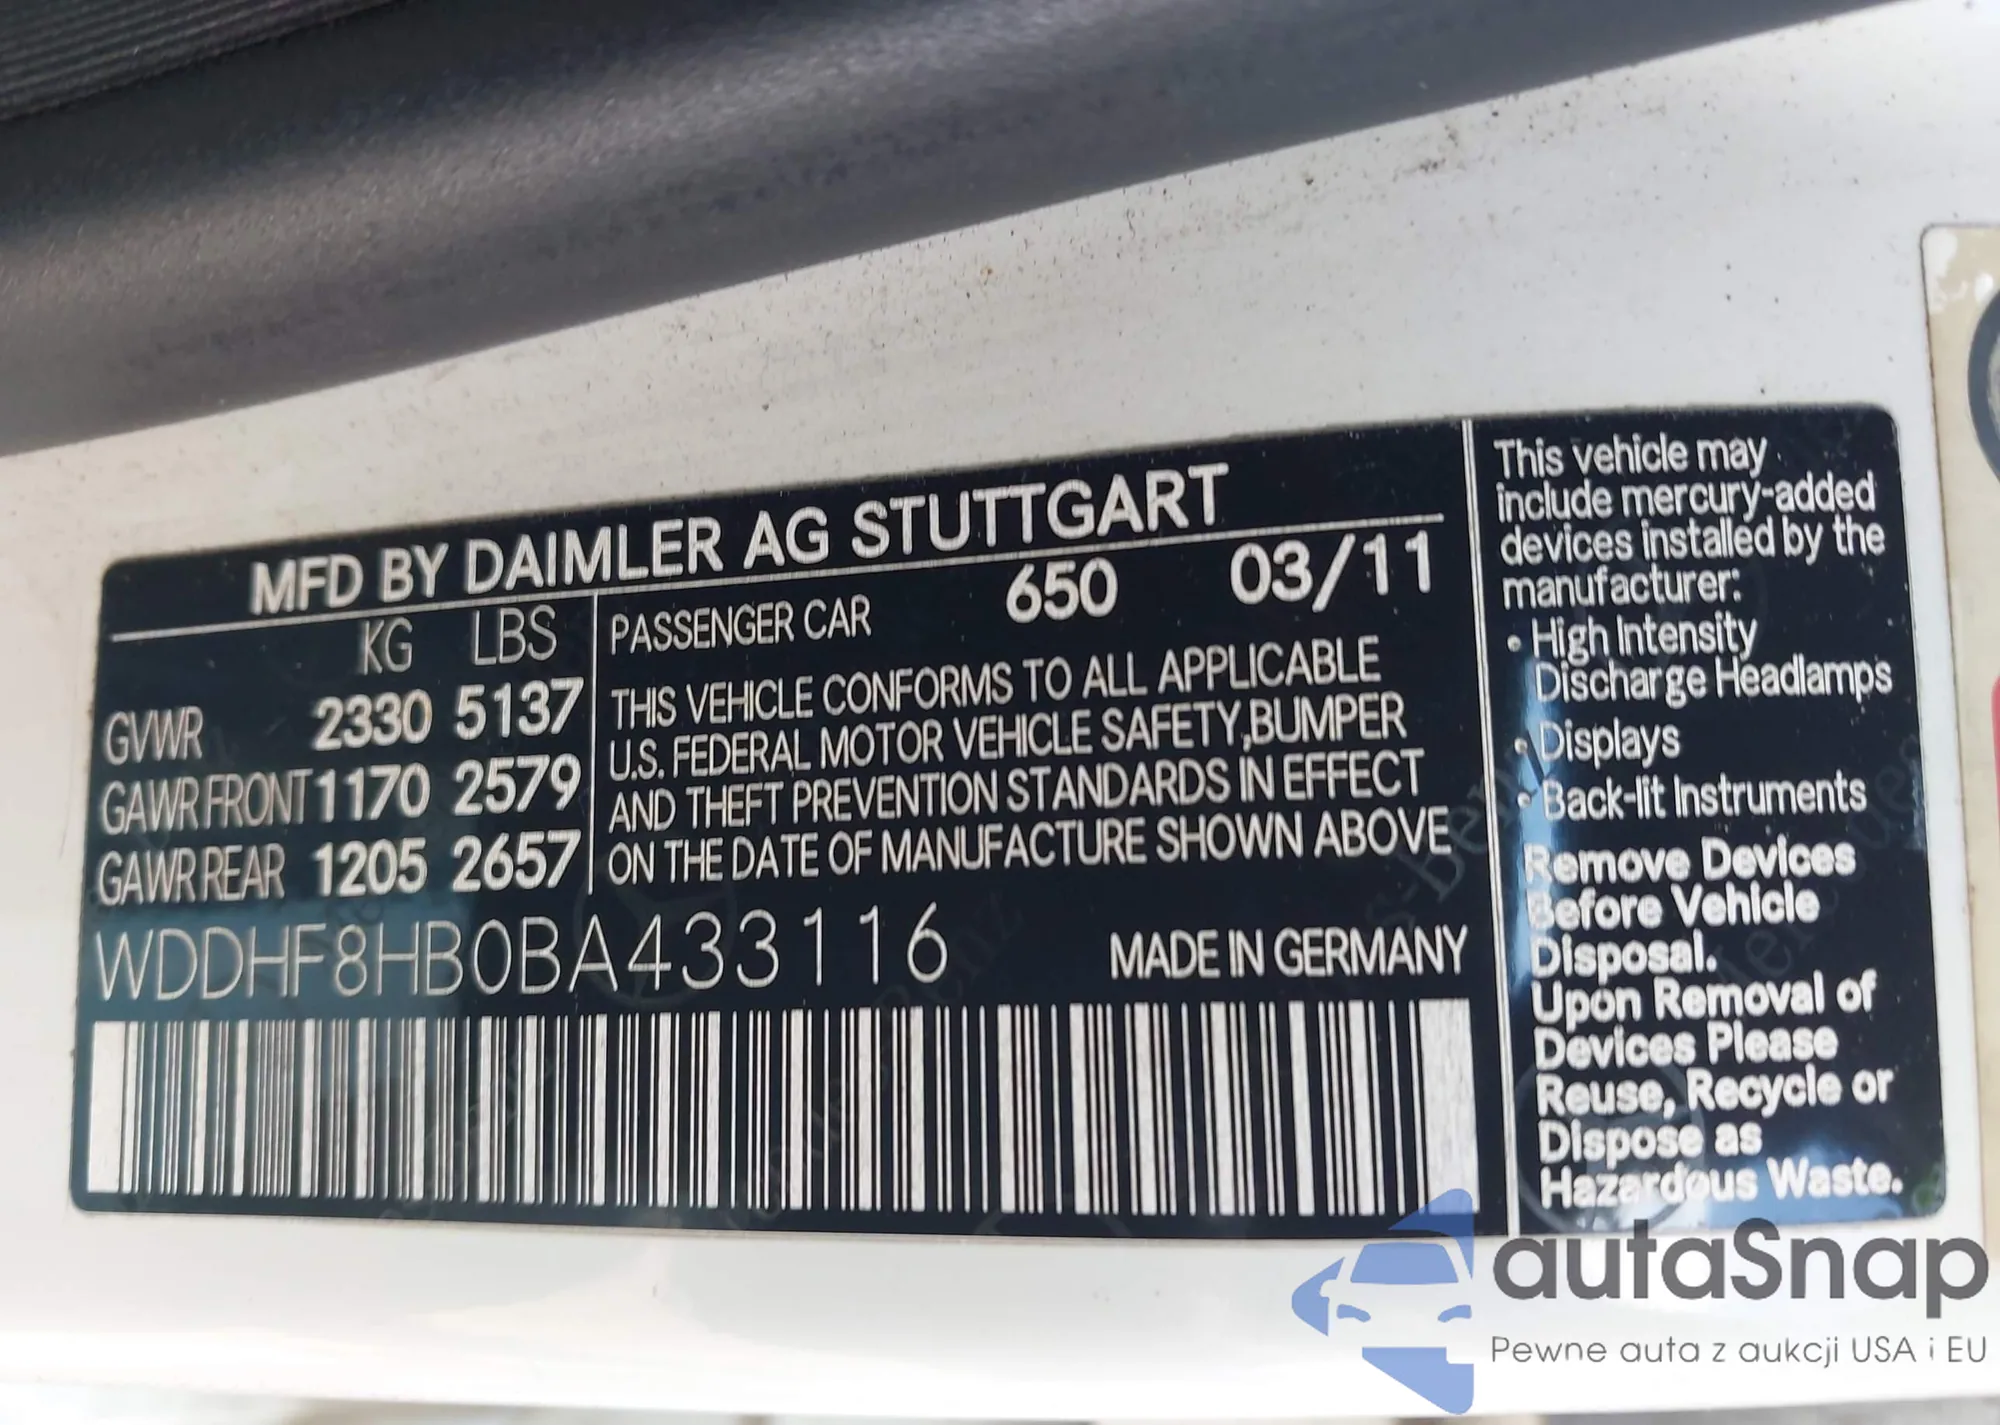 MFD BY DAIMLER AG STUTTGART
KG LBS
GVWR 2330 5137
GAWR FRONT 1170 2579
GAWR REAR 1205 2657
PASSENGER CAR 650 03/11
THIS VEHICLE CONFORMS TO ALL APPLICABLE
U.S. FEDERAL MOTOR VEHICLE SAFETY,BUMPER
AND THEFT PREVENTION STANDARDS IN EFFECT
ON THE DATE OF MANUFACTURE SHOWN ABOVE
WDDHF8HB0BA433116
MADE IN GERMANY
This vehicle may
include mercury-added
devices installed by the
manufacturer:
• High Intensity
Discharge Headlamps
• Displays
• Back-lit Instruments
Remove Devices
Before Vehicle
Disposal.
Upon Removal of
Devices Please
Reuse, Recycle or
Dispose as
Hazardous Waste.
autaSnap
Pewne auta z aukcji USA i EU